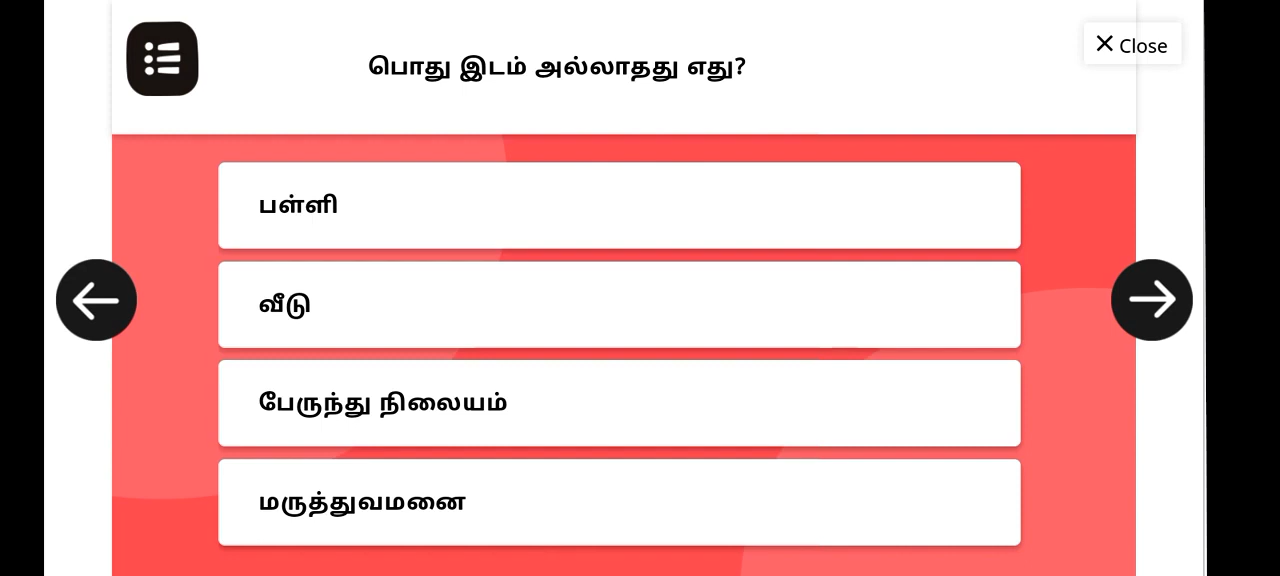 பொது இடம் அல்லாதது எது?
Close
பள்ளி
வீடு
பேருந்து நிலையம்
மருத்துவமனை